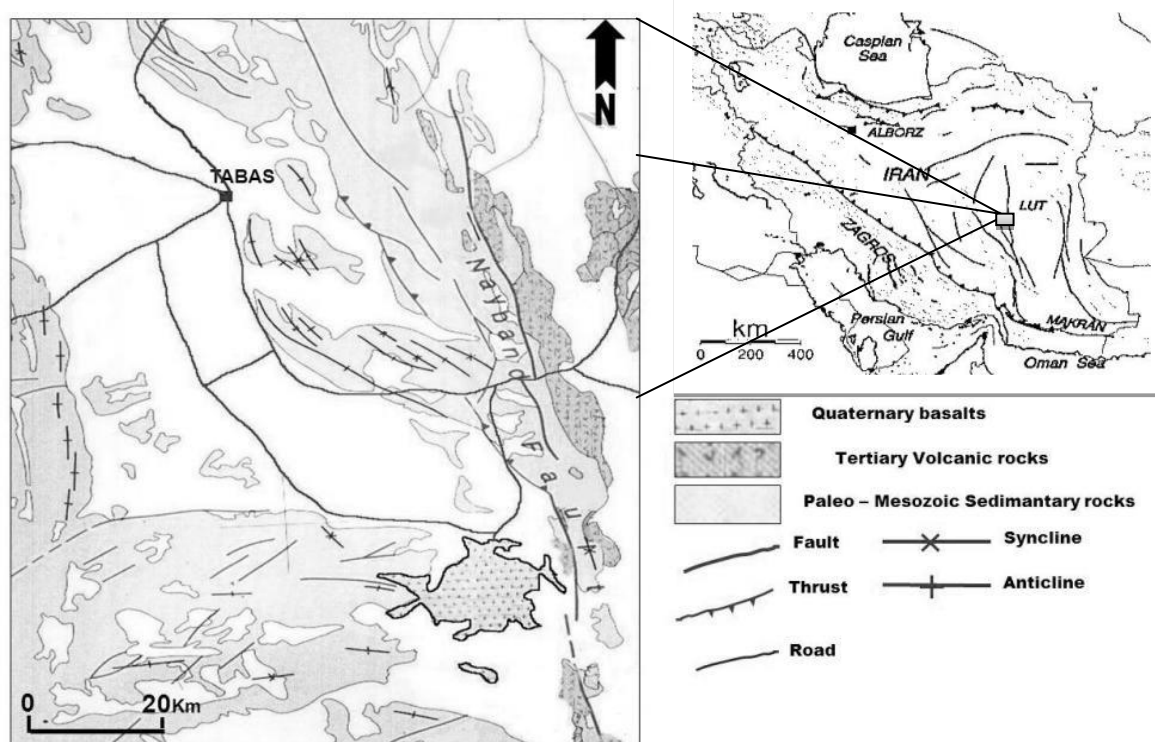 N
TABAS
Nayband Fault
0 20Km
Caspian
Sea
ALBORZ
IRAN
LUT
ZAGROS
Persian
Gulf
MAKRAN
Oman Sea
km
0 200 400
Quaternary basalts
Tertiary Volcanic rocks
Paleo – Mesozoic Sedimantary rocks
Fault
Syncline
Thrust
Anticline
Road